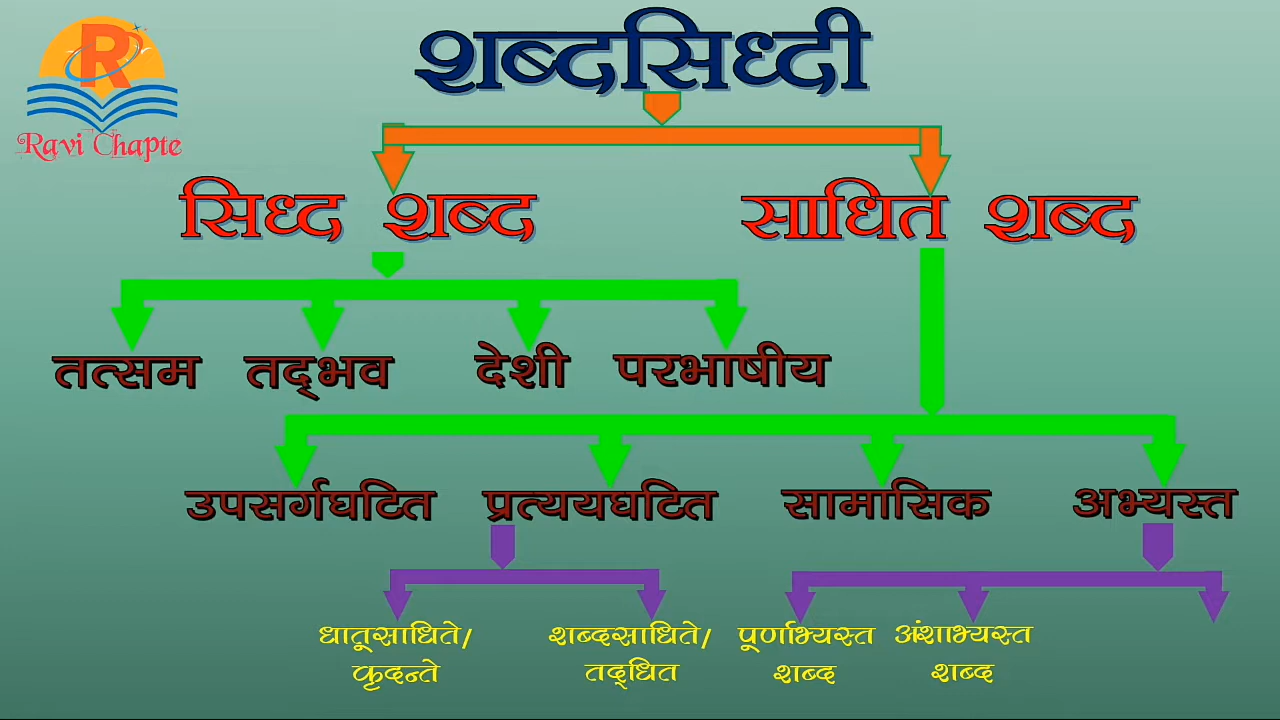 Ravi Chapte
शब्दसिध्दी
सिध्द शब्द साधित शब्द
तत्सम तद्‌भव देशी परभाषीय
उपसर्गघटित प्रत्ययघटित सामासिक अभ्यस्त
धातूसाधिते/ शब्दसाधिते/ पूर्णाभ्यस्त अंशाभ्यस्त
कृदन्ते तद्‌धित शब्द शब्द